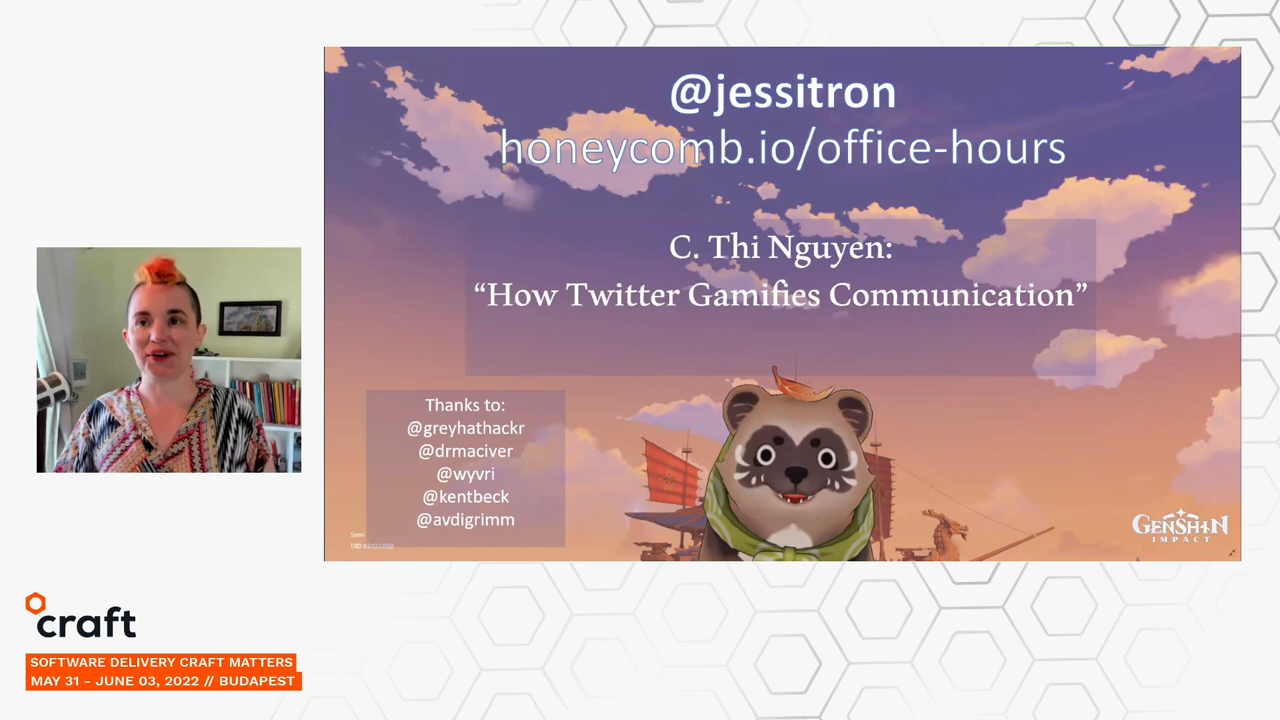 @jessitron
honeycomb.io/office-hours
C. Thi Nguyen:
“How Twitter Gamifies Communication”
Thanks to:
@greyhathackr
@drmaciver
@wyvri
@kentbeck
@avdigrimm
GENSHIN
IMPACT
craft
SOFTWARE DELIVERY CRAFT MATTERS
MAY 31 - JUNE 03, 2022 // BUDAPEST